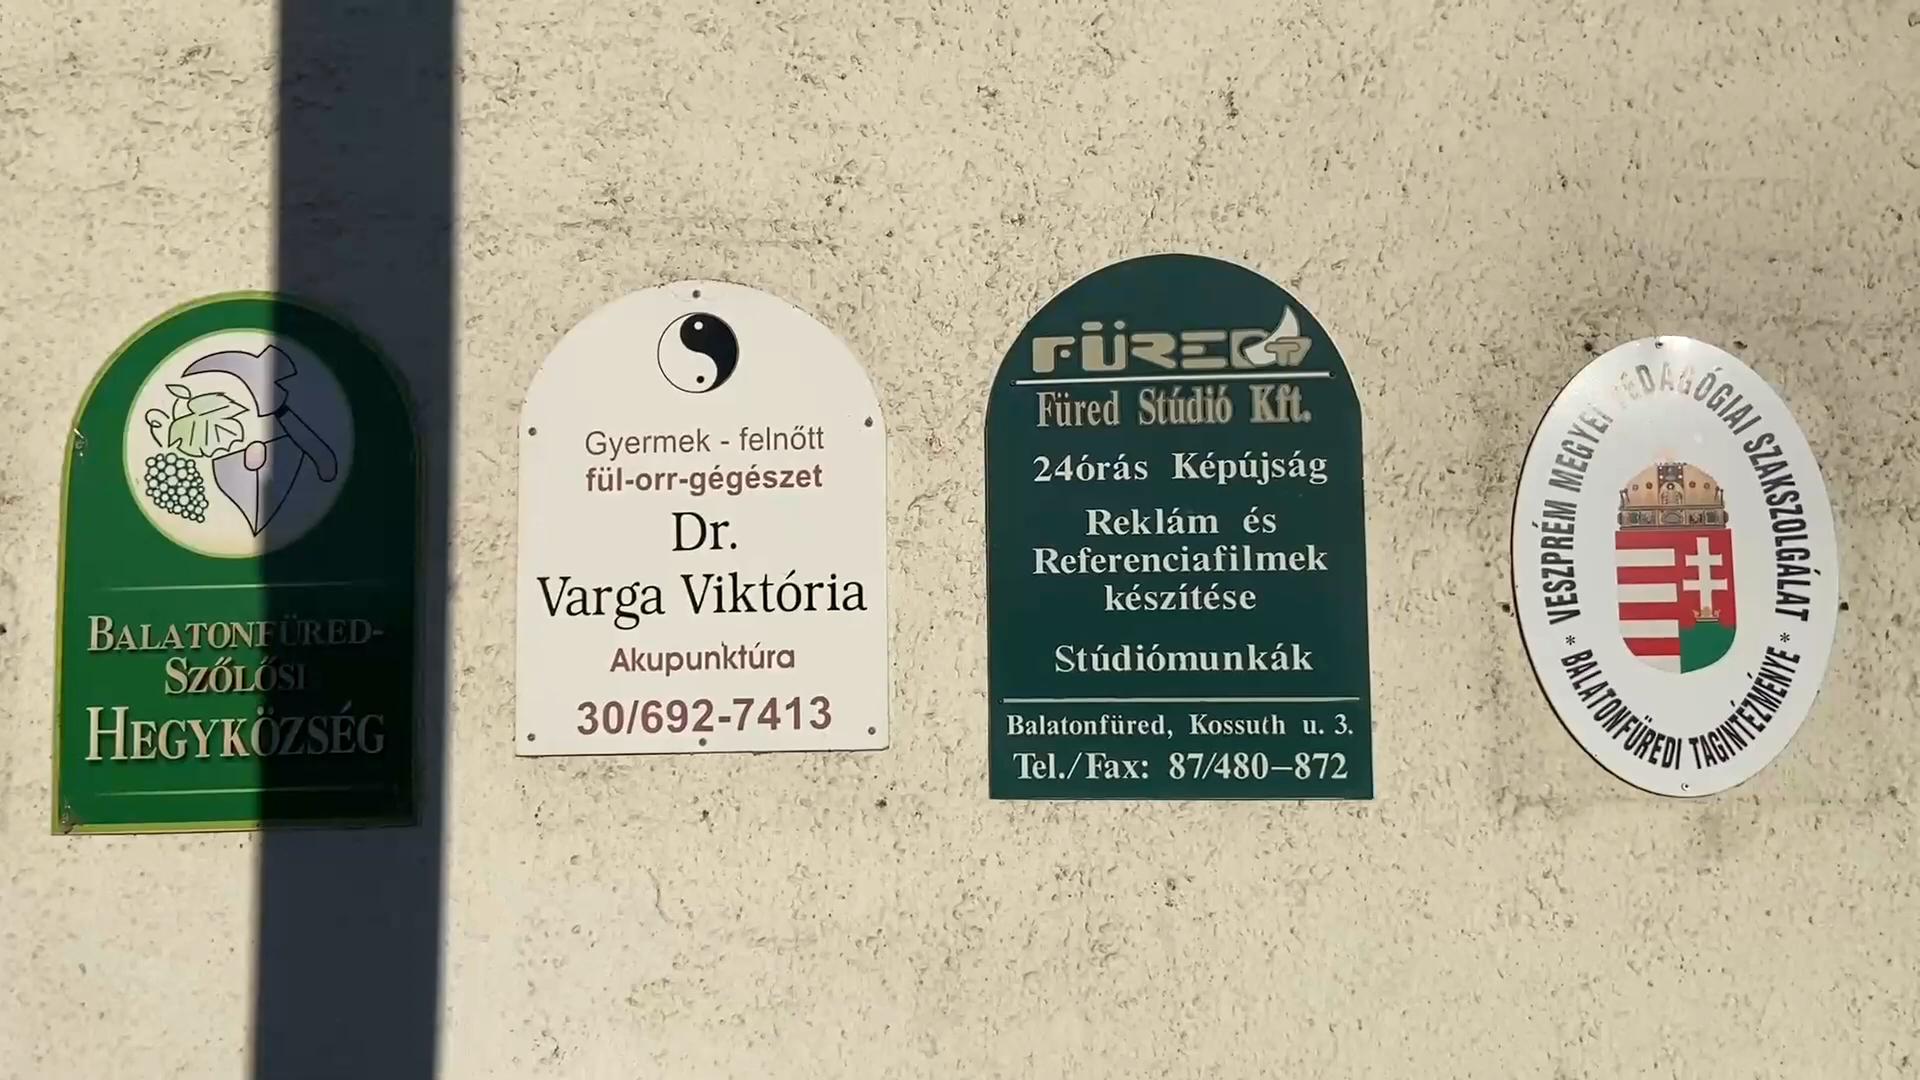 BALATONFÜRED-
SZŐLŐSI
HEGYKÖZSÉG
Gyermek - felnőtt
fül-orr-gégészet
Dr.
Varga Viktória
Akupunktúra
30/692-7413
FÜRED TV
Füred Stúdió Kft.
24órás Képújság
Reklám és
Referenciafilmek
készítése
Stúdiómunkák
Balatonfüred, Kossuth u. 3.
Tel./Fax: 87/480–872
VESZPRÉM MEGYEI PEDAGÓGIAI SZAKSZOLGÁLAT
* BALATONFÜREDI TAGINTÉZMÉNYE *